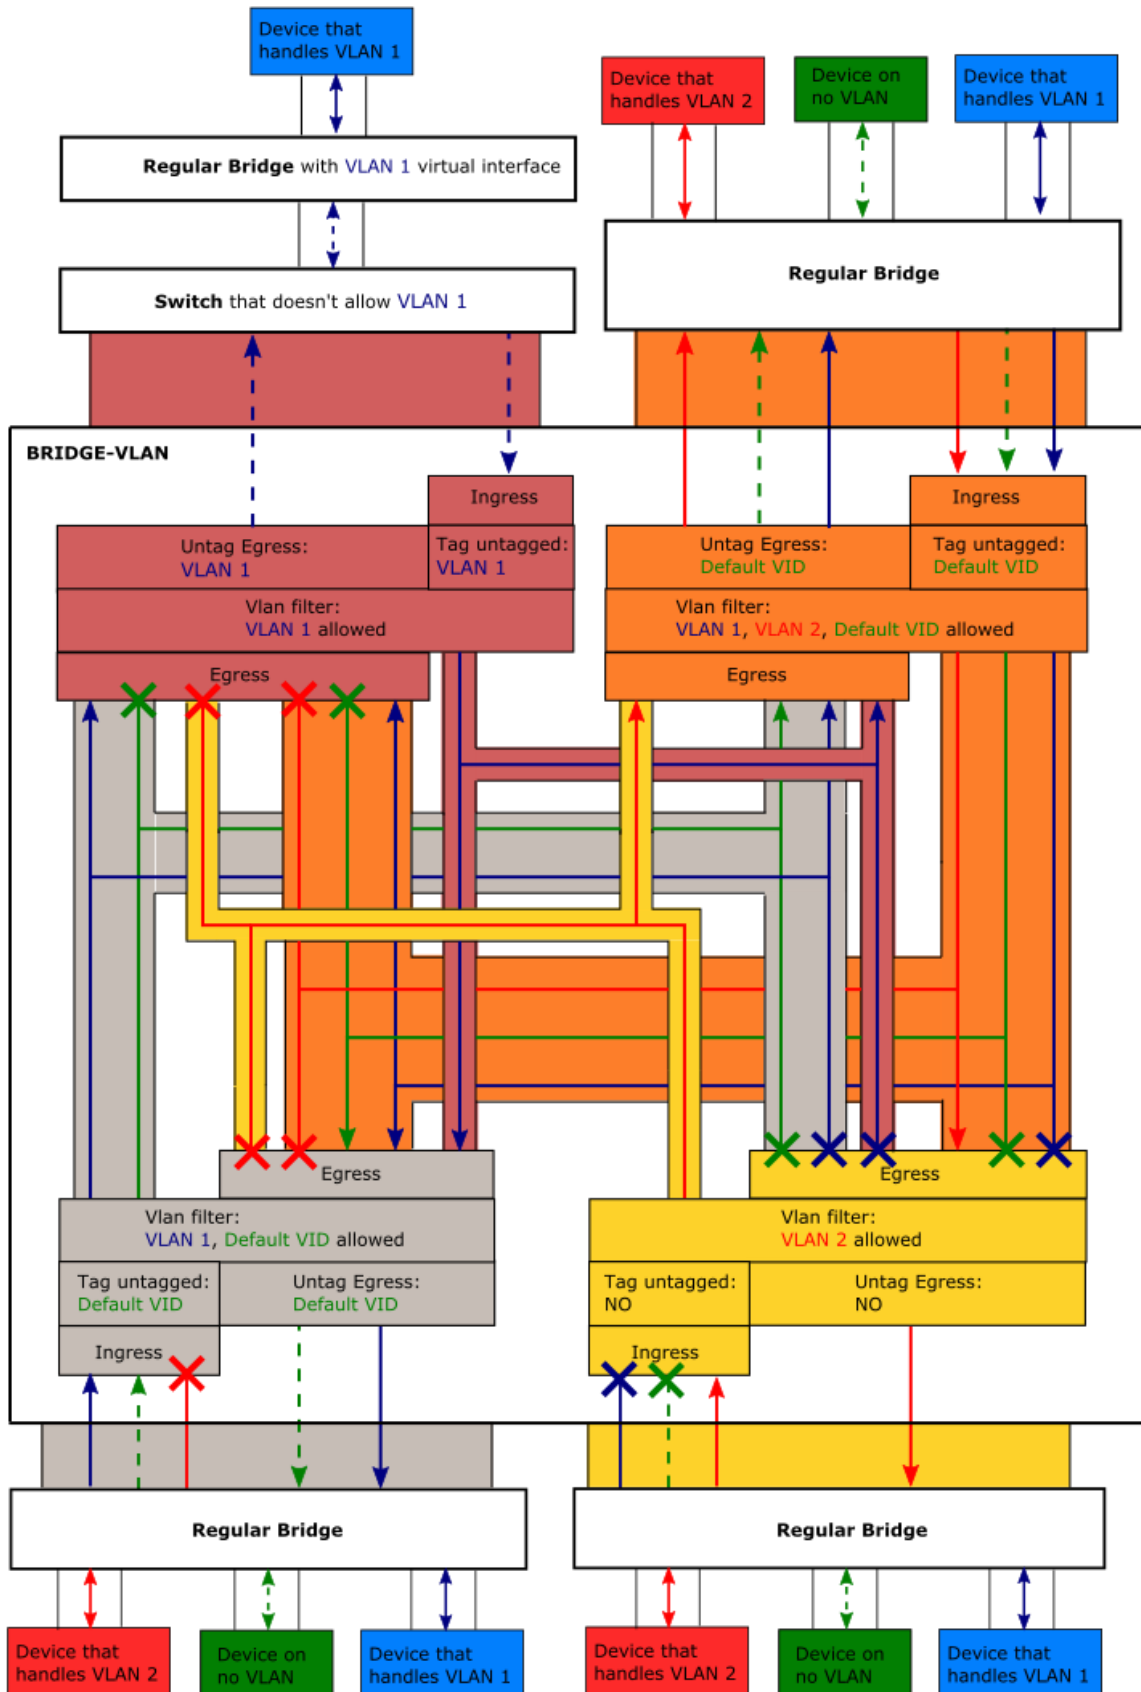 Device that
handles VLAN 1
Device that
handles VLAN 2
Device on
no VLAN
Device that
handles VLAN 1
Regular Bridge with VLAN 1 virtual interface
Switch that doesn't allow VLAN 1
Regular Bridge
BRIDGE-VLAN
Ingress
Untag Egress:
VLAN 1
Tag untagged:
VLAN 1
Vlan filter:
VLAN 1 allowed
Egress
Ingress
Untag Egress:
Default VID
Tag untagged:
Default VID
Vlan filter:
VLAN 1, VLAN 2, Default VID allowed
Egress
Egress
Vlan filter:
VLAN 1, Default VID allowed
Tag untagged:
Default VID
Untag Egress:
Default VID
Ingress
Egress
Vlan filter:
VLAN 2 allowed
Tag untagged:
NO
Untag Egress:
NO
Ingress
Regular Bridge
Regular Bridge
Device that
handles VLAN 2
Device on
no VLAN
Device that
handles VLAN 1
Device that
handles VLAN 2
Device on
no VLAN
Device that
handles VLAN 1